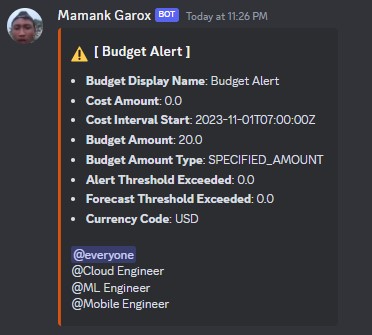 Mamank Garox BOT Today at 11:26 PM
⚠️ [ Budget Alert ]
• Budget Display Name: Budget Alert
• Cost Amount: 0.0
• Cost Interval Start: 2023-11-01T07:00:00Z
• Budget Amount: 20.0
• Budget Amount Type: SPECIFIED_AMOUNT
• Alert Threshold Exceeded: 0.0
• Forecast Threshold Exceeded: 0.0
• Currency Code: USD
@everyone
@Cloud Engineer
@ML Engineer
@Mobile Engineer